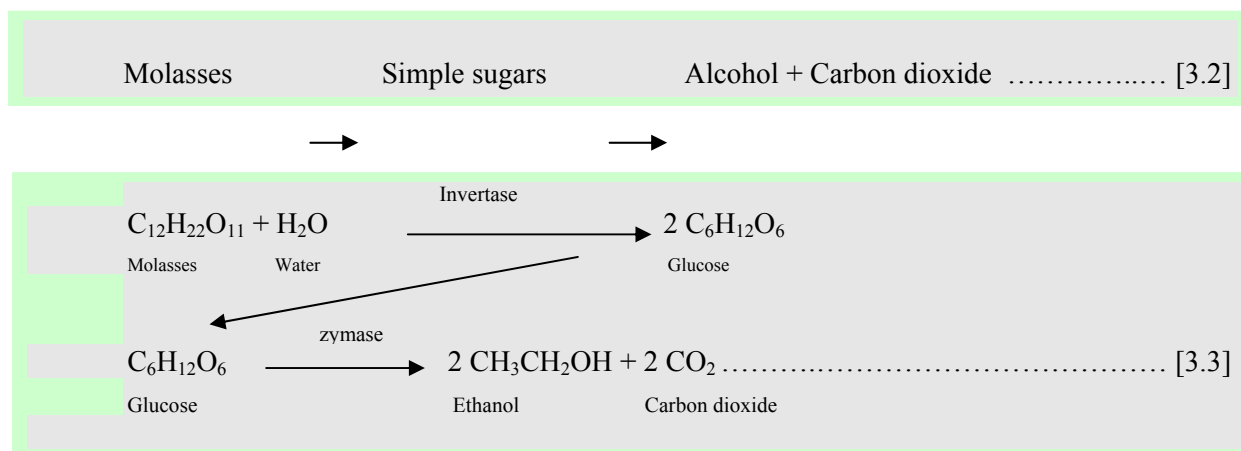 Molasses Simple sugars Alcohol + Carbon dioxide ………….…. [3.2]
Invertase
C₁₂H₂₂O₁₁ + H₂O 2 C₆H₁₂O₆
Molasses Water Glucose
zymase
C₆H₁₂O₆ 2 CH₃CH₂OH + 2 CO₂ ……….………………………………… [3.3]
Glucose Ethanol Carbon dioxide